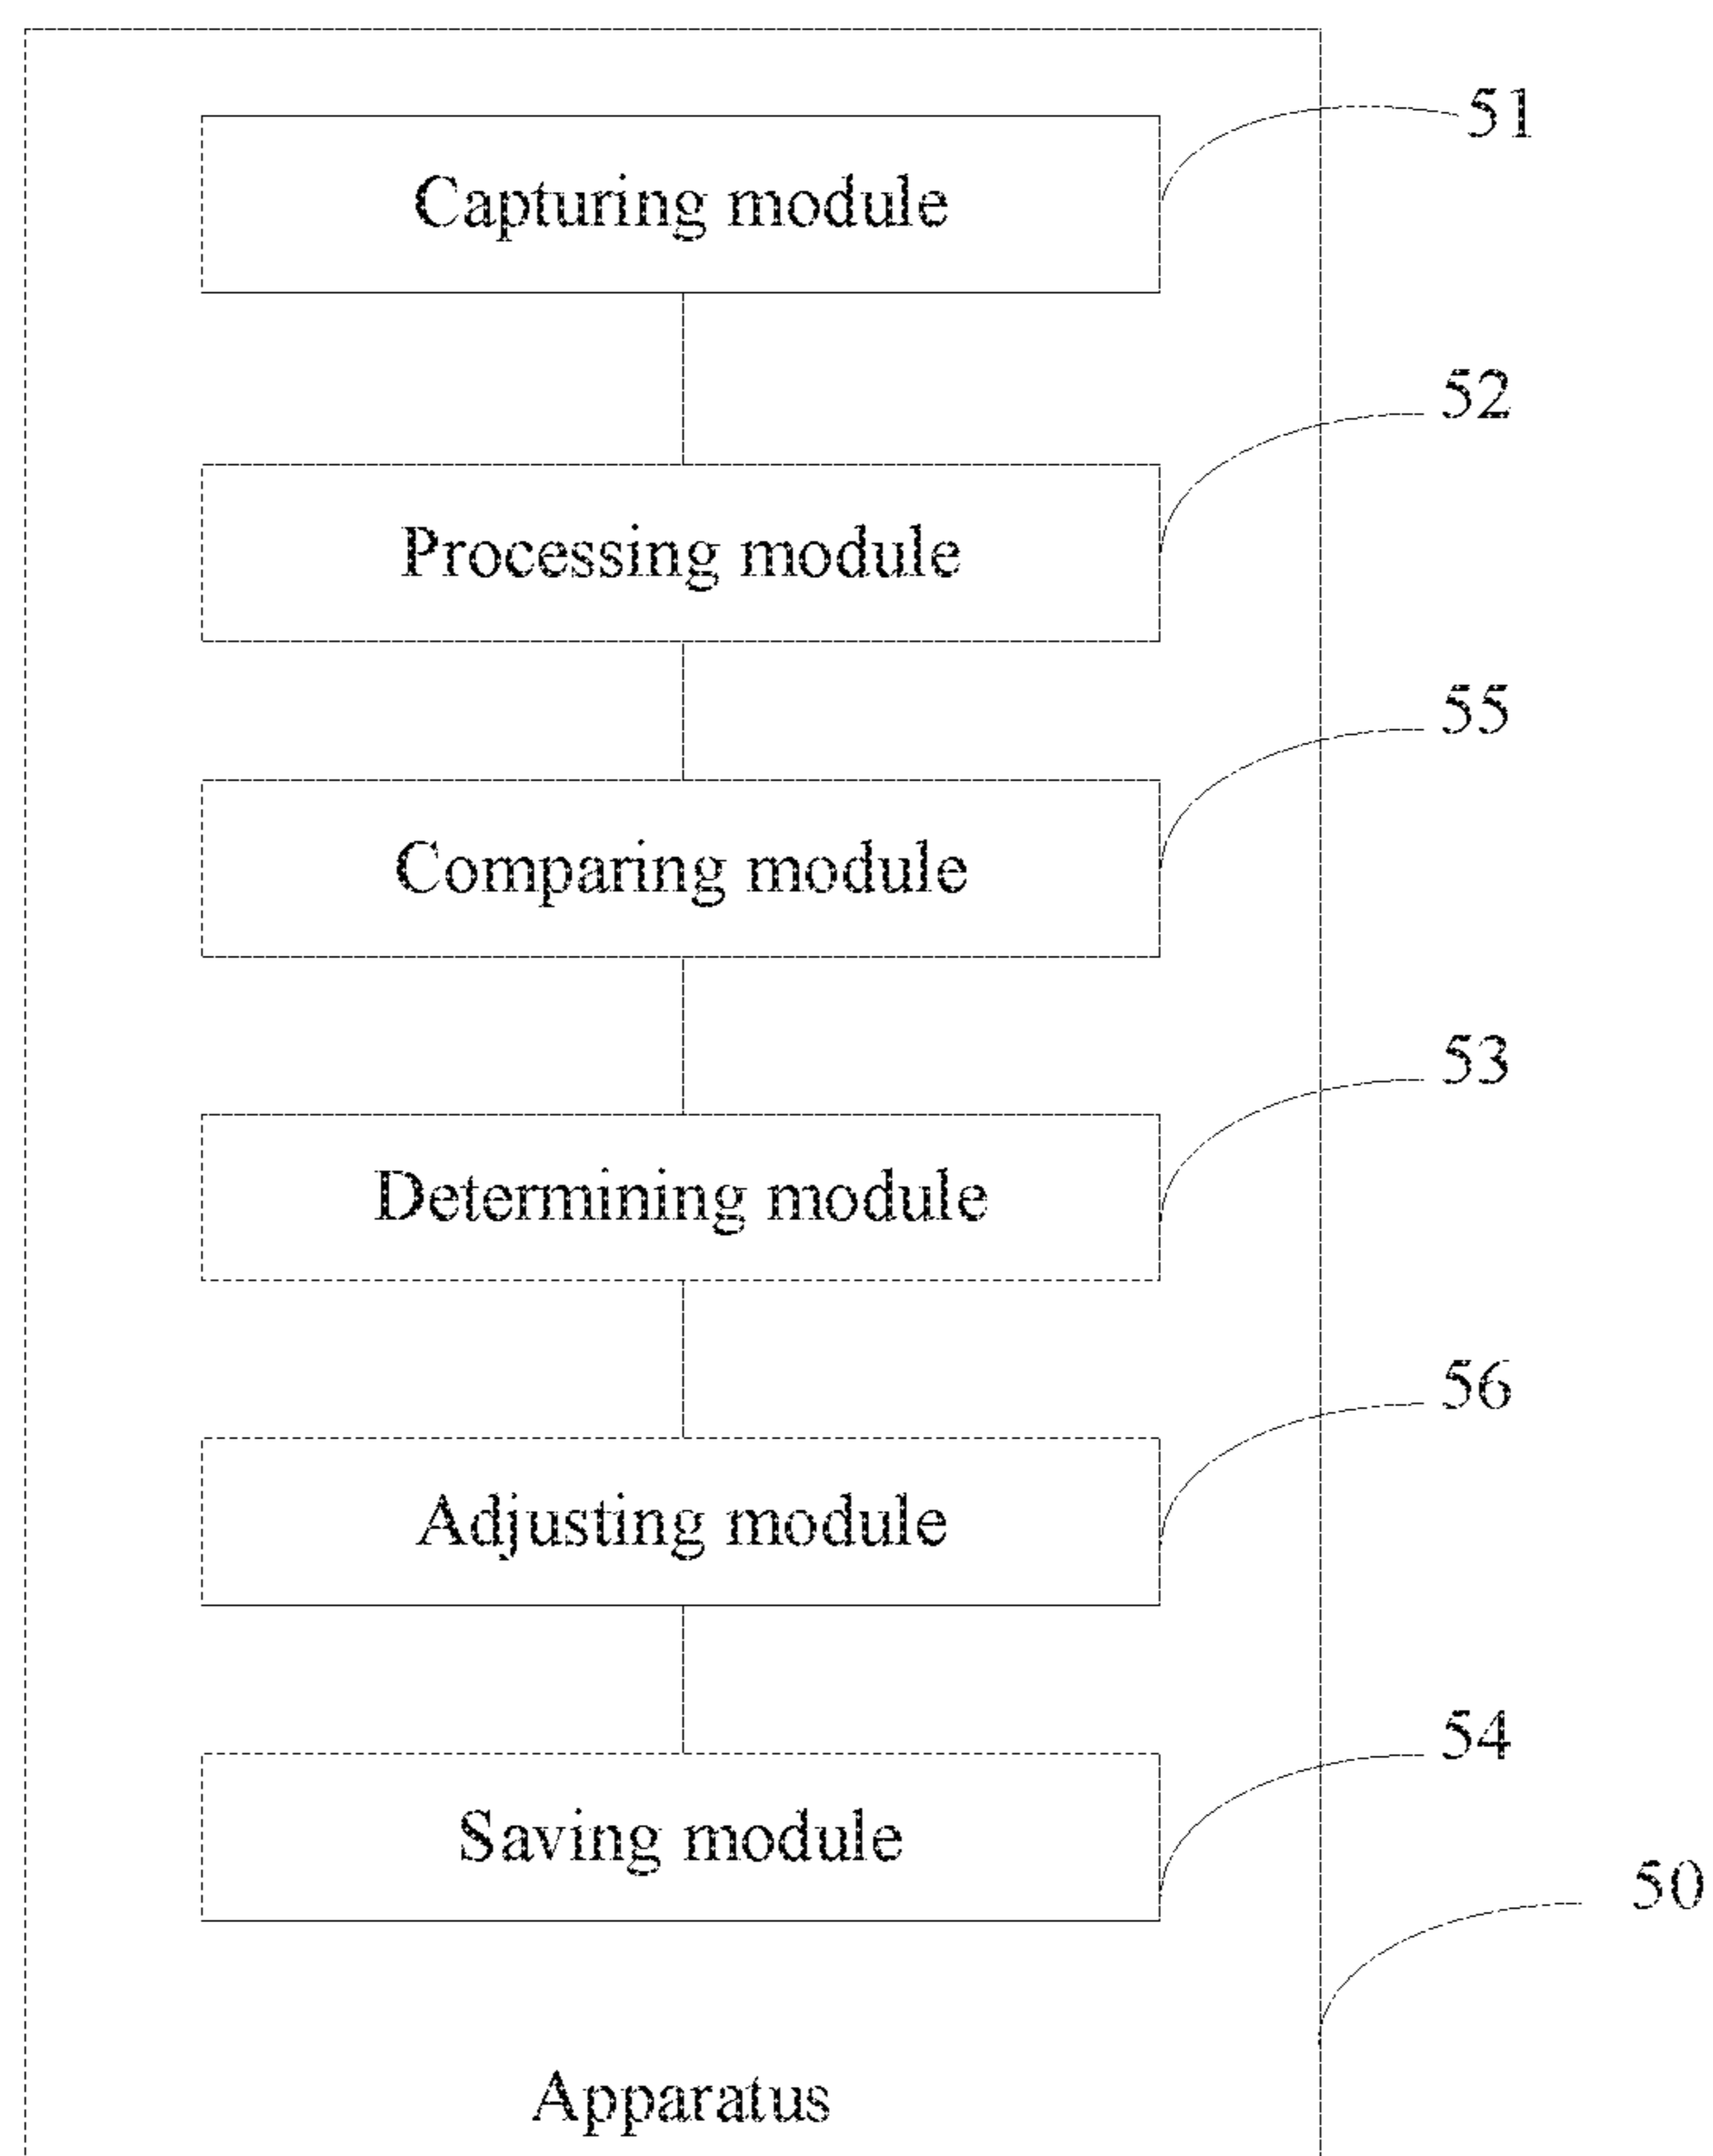 51
Capturing module
52
Processing module
55
Comparing module
53
Determining module
56
Adjusting module
54
Saving module
50
Apparatus